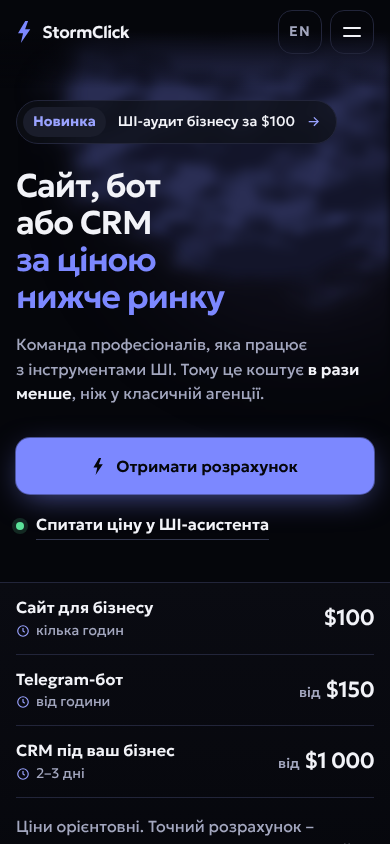 StormClick
EN
Новинка ШІ-аудит бізнесу за $100 →
Сайт, бот
або CRM
за ціною
нижче ринку
Команда професіоналів, яка працює
з інструментами ШІ. Тому це коштує в рази
менше, ніж у класичній агенції.
Отримати розрахунок
Спитати ціну у ШІ-асистента
Сайт для бізнесу
$100
кілька годин
Telegram-бот
від $150
від години
CRM під ваш бізнес
від $1 000
2–3 дні
Ціни орієнтовні. Точний розрахунок –